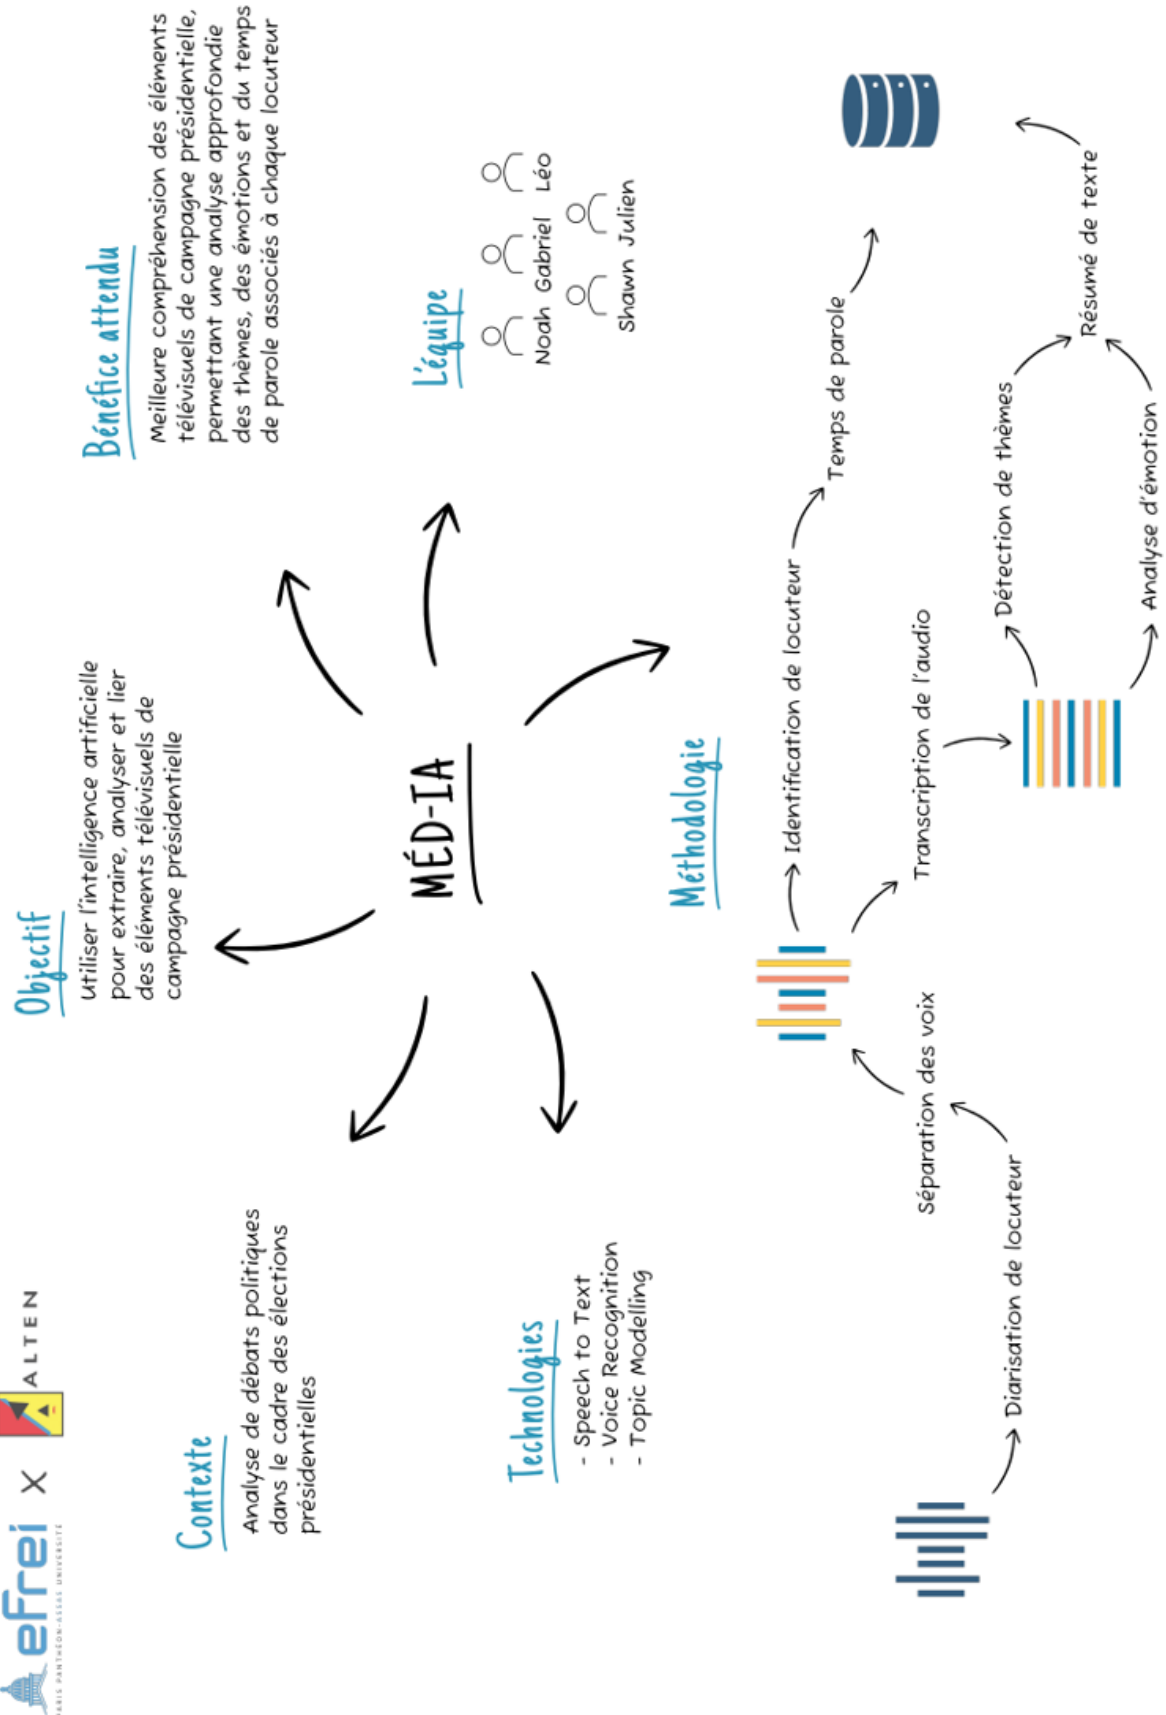 efrei X ALTEN
PARIS PANTHÉON-ASSAS UNIVERSITÉ
Objectif
utiliser l'intelligence artificielle
pour extraire, analyser et lier
des éléments télévisuels de
campagne présidentielle
Bénéfice attendu
Meilleure compréhension des éléments
télévisuels de campagne présidentielle,
permettant une analyse approfondie
des thèmes, des émotions et du temps
de parole associés à chaque locuteur
Contexte
Analyse de débats politiques
dans le cadre des élections
présidentielles
MÉD-IA
L'équipe
Noah Gabriel Léo
Shawn Julien
Technologies
- Speech to Text
- Voice Recognition
- Topic Modelling
Méthodologie
Diarisation de locuteur
Séparation des voix
Identification de locuteur
Temps de parole
Transcription de l'audio
Détection de thèmes
Analyse d'émotion
Résumé de texte